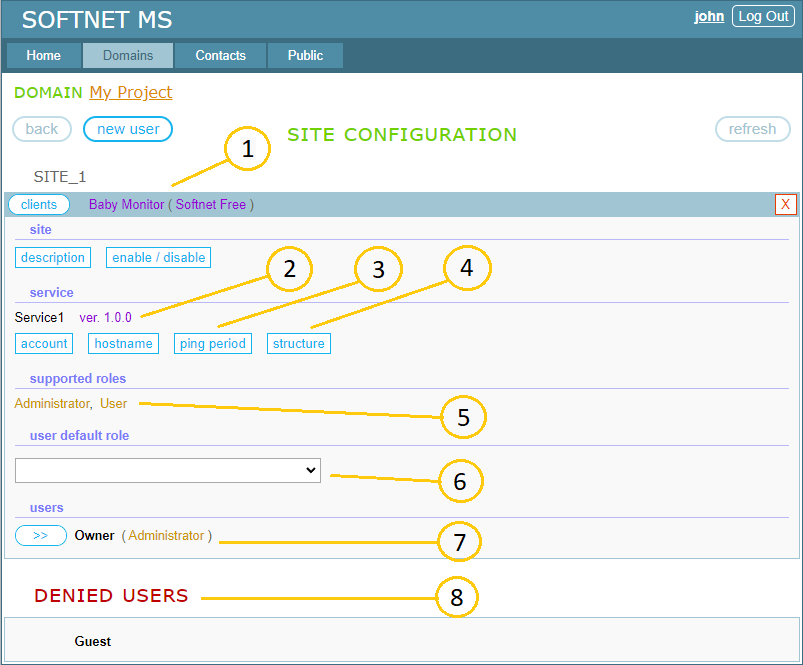 SOFTNET MS
john Log Out
Home Domains Contacts Public
DOMAIN My Project
back new user SITE CONFIGURATION refresh
1
SITE_1
clients Baby Monitor ( Softnet Free ) X
site
description enable / disable
2 3 4
service
Service1 ver. 1.0.0
account hostname ping period structure
supported roles
Administrator, User
5
user default role
6
users
>> Owner ( Administrator )
7
DENIED USERS
8
Guest